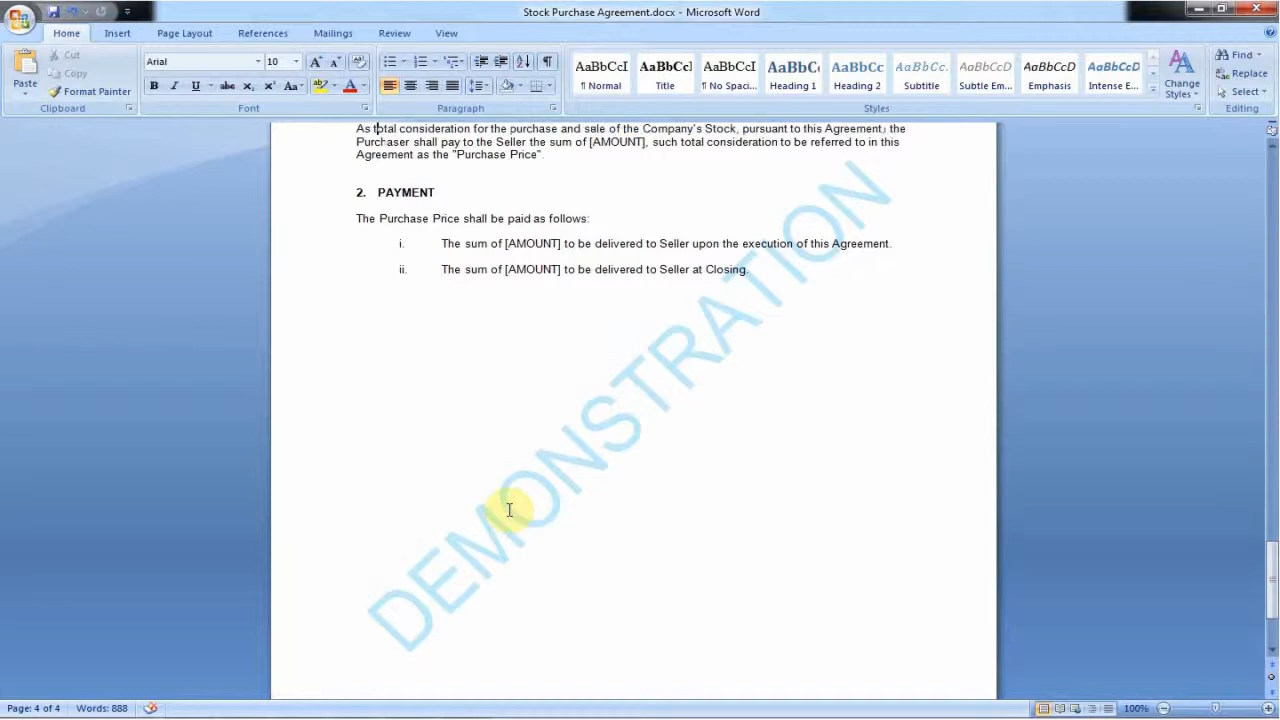 Stock Purchase Agreement.docx - Microsoft Word
Home Insert Page Layout References Mailings Review View
Paste
Cut
Copy
Format Painter
Clipboard
Arial 10
Font
Paragraph
AaBbCcI AaBbCc AaBbCcI AaBbC AaBbCc AaBbCc. AaBbCcD AaBbCcD AaBbCcD
¶ Normal Title ¶ No Spaci... Heading 1 Heading 2 Subtitle Subtle Em... Emphasis Intense E...
Change Styles
Styles
Find
Replace
Select
Editing
As total consideration for the purchase and sale of the Company's Stock, pursuant to this Agreement, the
Purchaser shall pay to the Seller the sum of [AMOUNT], such total consideration to be referred to in this
Agreement as the "Purchase Price".
2. PAYMENT
The Purchase Price shall be paid as follows:
i. The sum of [AMOUNT] to be delivered to Seller upon the execution of this Agreement.
ii. The sum of [AMOUNT] to be delivered to Seller at Closing.
DEMONSTRATION
Page: 4 of 4 Words: 888 100%